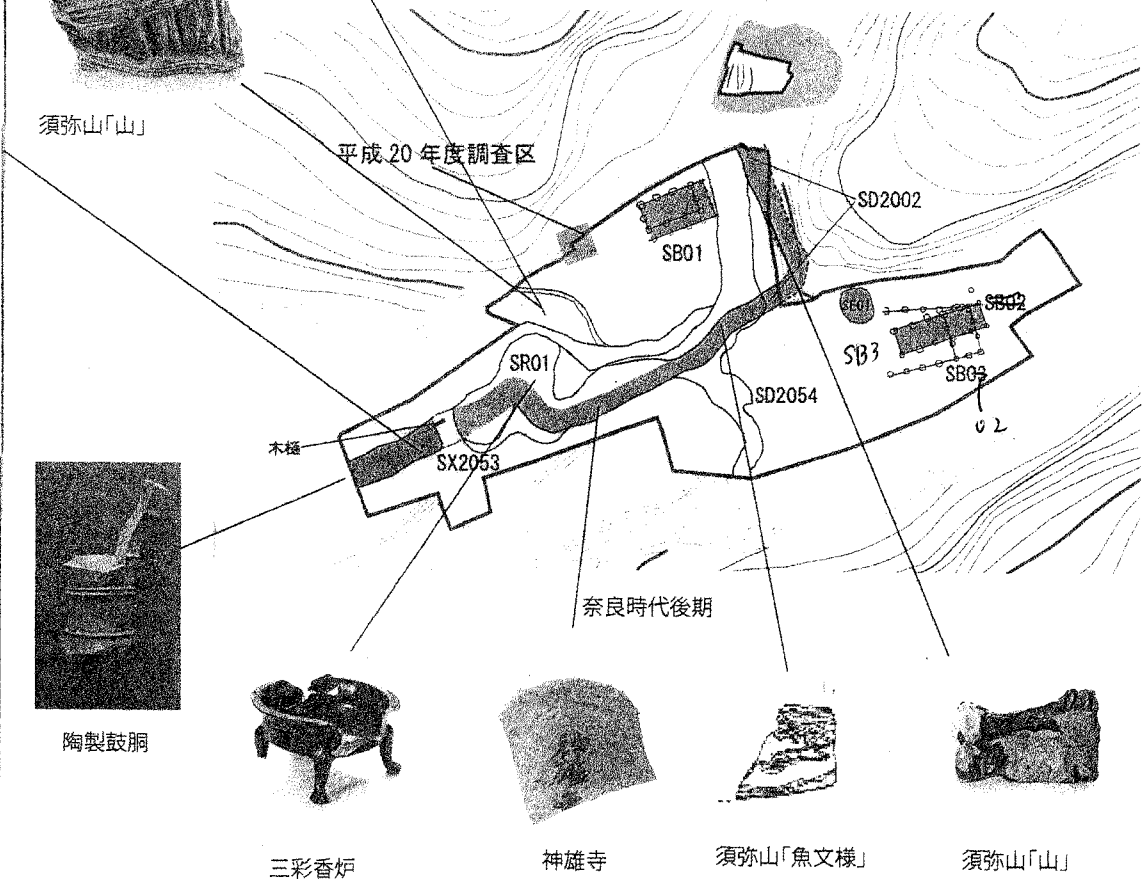 須弥山「山」
平成 20 年度調査区
SD2002
SB01
SB02
SB3
SB03
02
SR01
SD2054
木樋
SX2053
奈良時代後期
陶製鼓胴
三彩香炉
神雄寺
須弥山「魚文様」
須弥山「山」